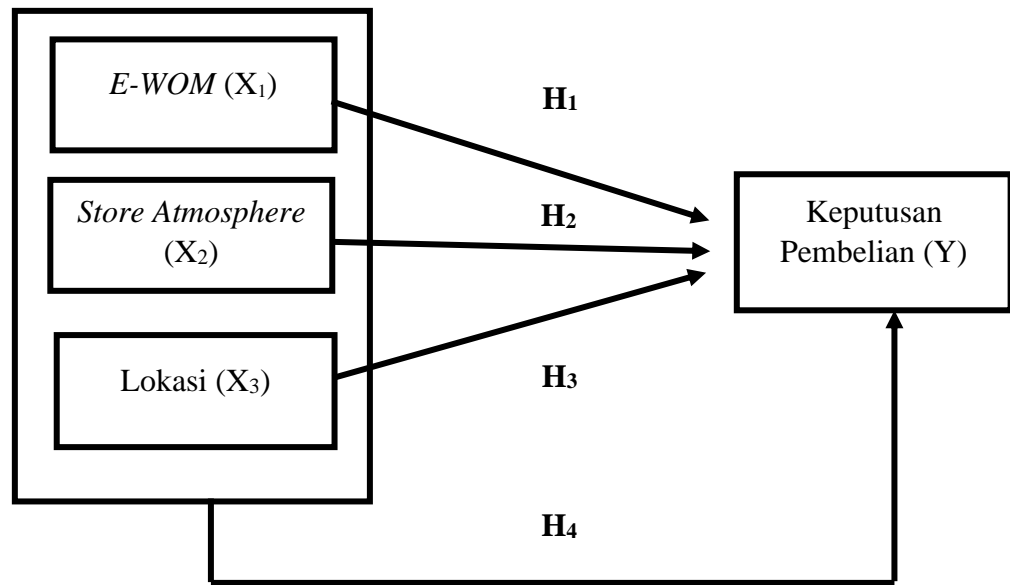 E-WOM (X₁)
H₁
Store Atmosphere
(X₂)
H₂
Keputusan
Pembelian (Y)
Lokasi (X₃)
H₃
H₄